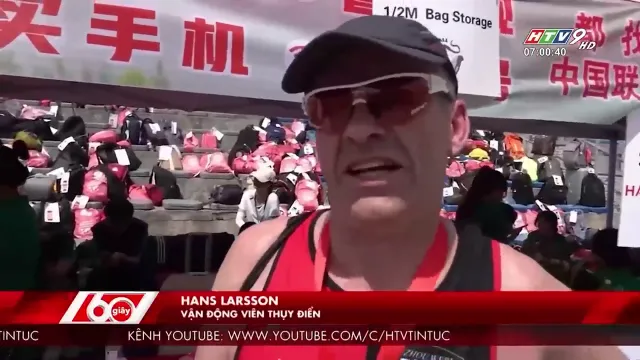 1/2M Bag Storage
HTV9 HD
07:00:40
买手机
中国联
HANS LARSSON
VẬN ĐỘNG VIÊN THỤY ĐIỂN
60 giây
TINTUC KÊNH YOUTUBE: WWW.YOUTUBE.COM/C/HTVTINTUC